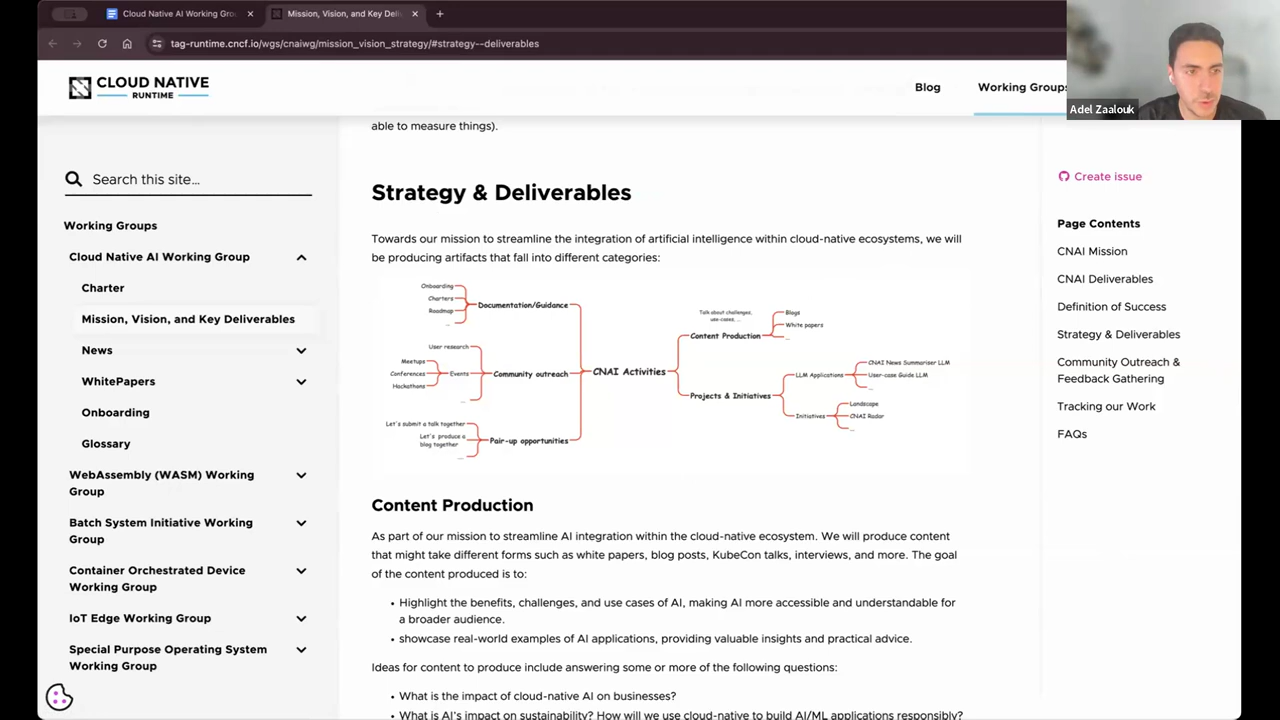 Cloud Native AI Working Gro
Mission, Vision, and Key Deli
tag-runtime.cncf.io/wgs/cnaiwg/mission_vision_strategy/#strategy--deliverables
CLOUD NATIVE
RUNTIME
Blog
Working Groups
Adel Zaalouk
Search this site...
Working Groups
Cloud Native AI Working Group
Charter
Mission, Vision, and Key Deliverables
News
WhitePapers
Onboarding
Glossary
WebAssembly (WASM) Working
Group
Batch System Initiative Working
Group
Container Orchestrated Device
Working Group
IoT Edge Working Group
Special Purpose Operating System
Working Group
able to measure things).
Strategy & Deliverables
Towards our mission to streamline the integration of artificial intelligence within cloud-native ecosystems, we will
be producing artifacts that fall into different categories:
Onboarding
Charters
Roadmap
...
Documentation/Guidance
User research
Meetups
Conferences
Hackathons
Events
...
Community outreach
Let's submit a talk together
Let's produce a
blog together
...
Pair-up opportunities
CNAI Activities
Talk about challenges,
use-cases, ...
Content Production
Blogs
White papers
...
Projects & Initiatives
LLM Applications
CNAI News Summariser LLM
User-case Guide LLM
...
Initiatives
Landscape
CNAI Radar
...
Content Production
As part of our mission to streamline AI integration within the cloud-native ecosystem. We will produce content
that might take different forms such as white papers, blog posts, KubeCon talks, interviews, and more. The goal
of the content produced is to:
• Highlight the benefits, challenges, and use cases of AI, making AI more accessible and understandable for
a broader audience.
• showcase real-world examples of AI applications, providing valuable insights and practical advice.
Ideas for content to produce include answering some or more of the following questions:
• What is the impact of cloud-native AI on businesses?
• What is AI's impact on sustainability? How will we use cloud-native to build AI/ML applications responsibly?
Create issue
Page Contents
CNAI Mission
CNAI Deliverables
Definition of Success
Strategy & Deliverables
Community Outreach &
Feedback Gathering
Tracking our Work
FAQs